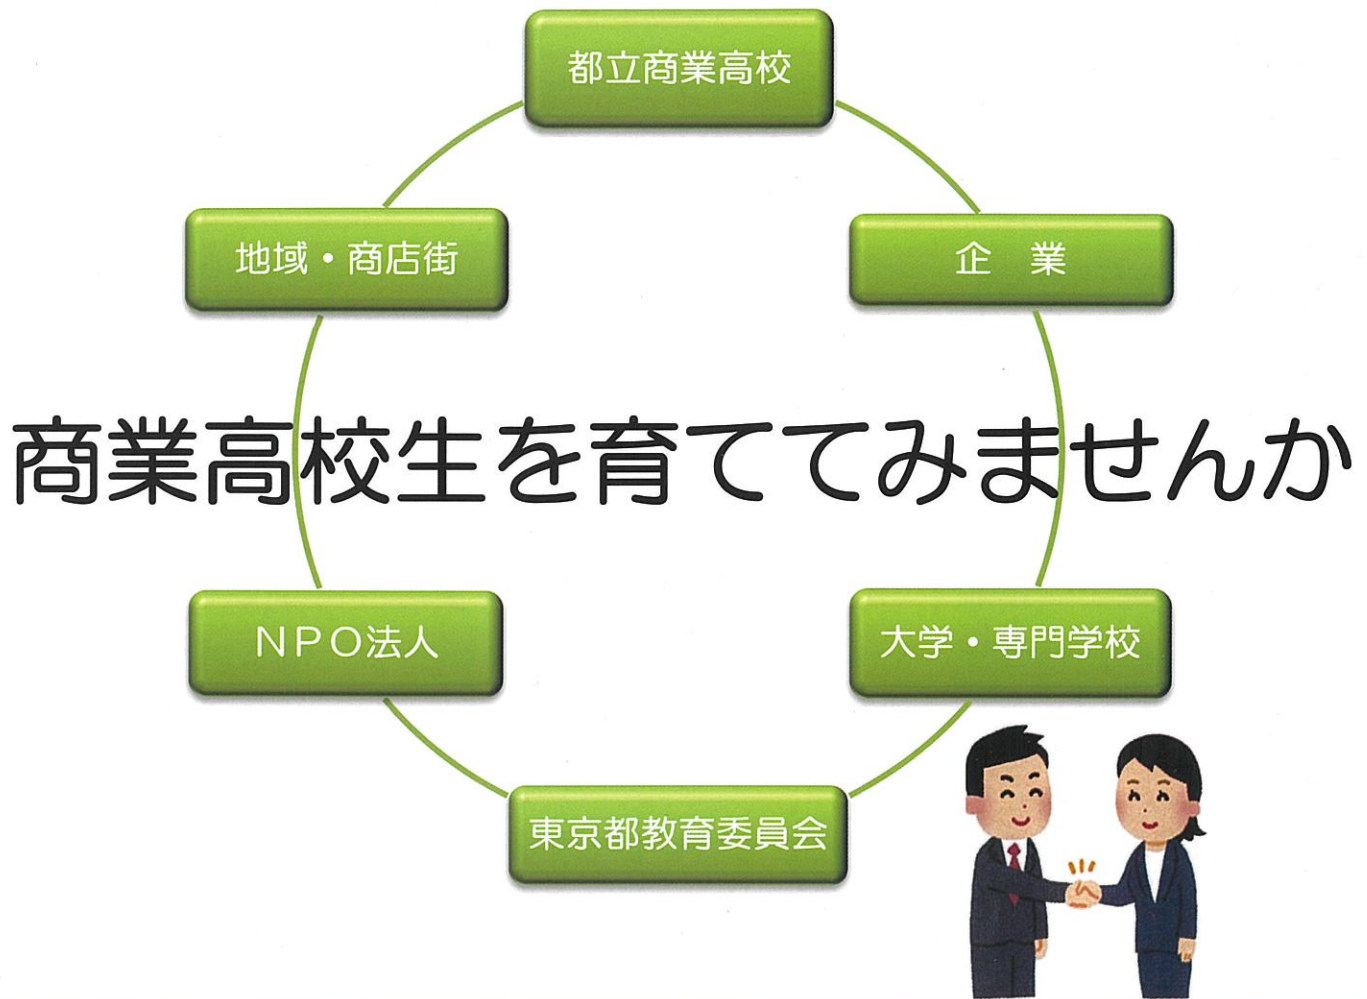 都立商業高校
地域・商店街
企　業
商業高校生を育ててみませんか
ＮＰＯ法人
大学・専門学校
東京都教育委員会